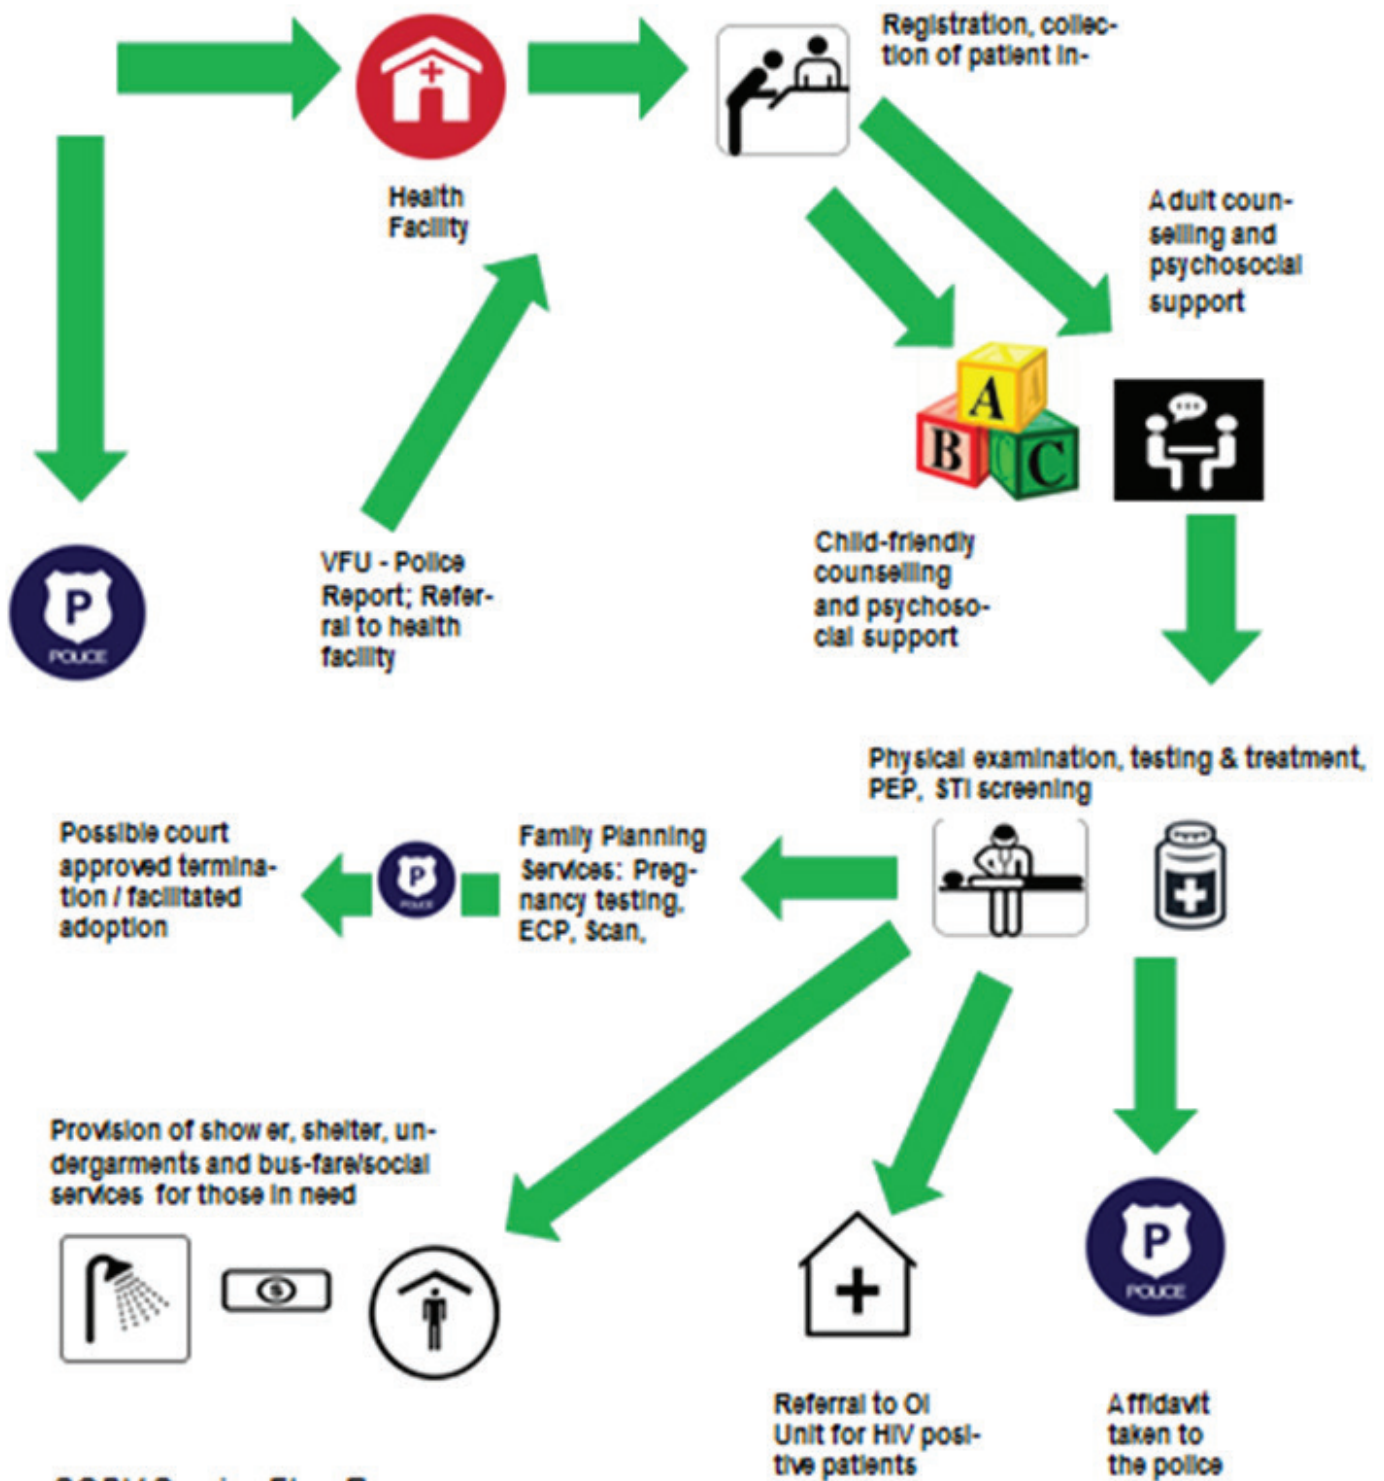 Registration, collec-
tion of patient in-
Health
Facility
Adult coun-
selling and
psychosocial
support
A
A
B
C
P
POLICE
VFU - Police
Report; Refer-
ral to health
facility
Child-friendly
counselling
and psychoso-
cial support
Physical examination, testing & treatment,
PEP, STI screening
Possible court
approved termina-
tion / facilitated
adoption
P
POLICE
Family Planning
Services: Preg-
nancy testing,
ECP, Scan,
Provision of shower, shelter, un-
dergarments and bus-fare/social
services for those in need
$
P
POLICE
Referral to OI
Unit for HIV posi-
tive patients
Affidavit
taken to
the police